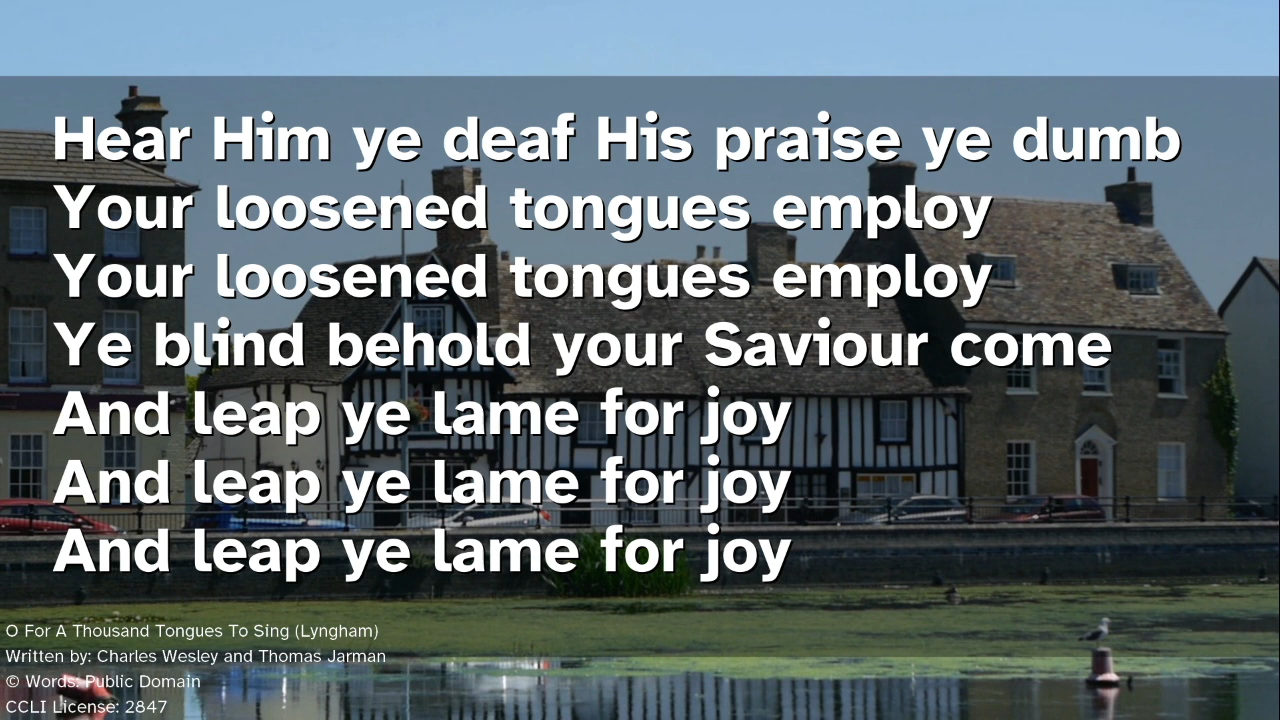 Hear Him ye deaf His praise ye dumb
Your loosened tongues employ
Your loosened tongues employ
Ye blind behold your Saviour come
And leap ye lame for joy
And leap ye lame for joy
And leap ye lame for joy
O For A Thousand Tongues To Sing (Lyngham)
Written by: Charles Wesley and Thomas Jarman
© Words: Public Domain
CCLI License: 2847